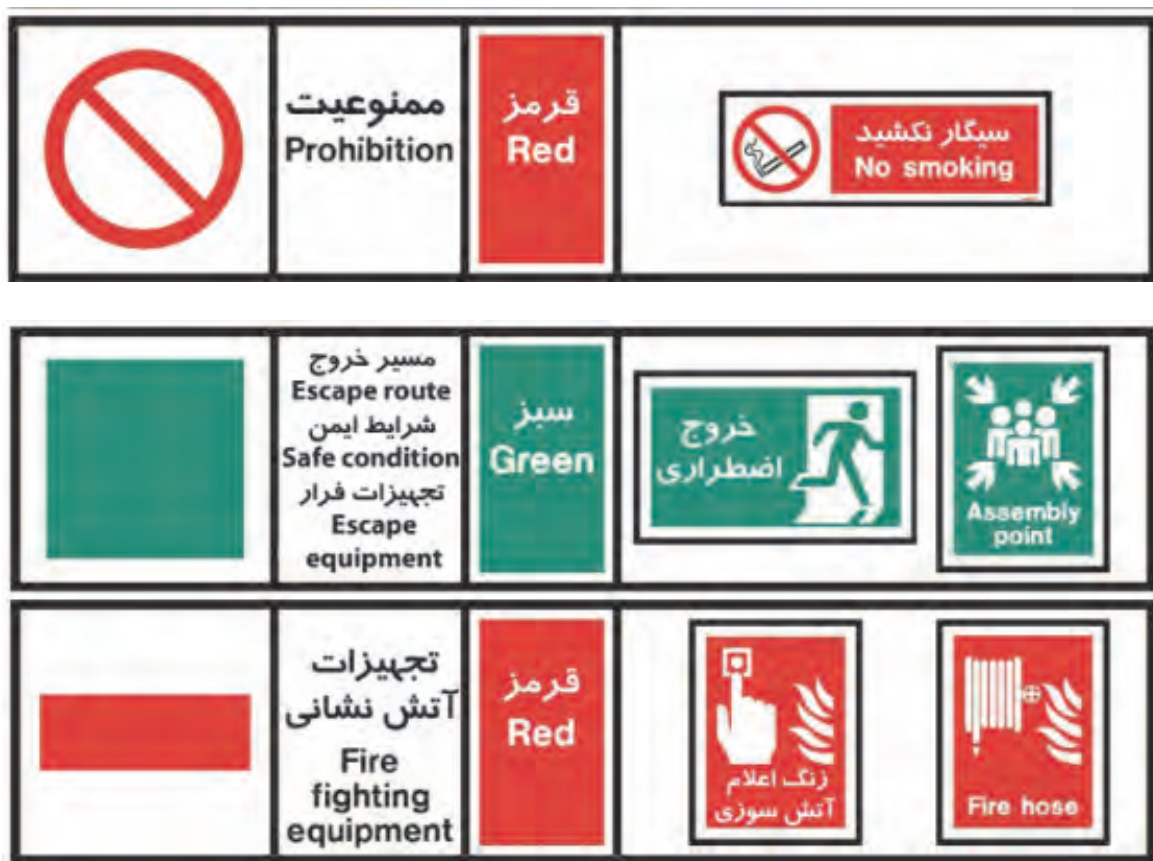 ممنوعیت
Prohibition
قرمز
Red
سیگار نکشید
No smoking
مسیر خروج
Escape route
شرایط ایمن
Safe condition
تجهیزات فرار
Escape
equipment
سبز
Green
خروج
اضطراری
Assembly
point
تجهیزات
آتش نشانی
Fire
fighting
equipment
قرمز
Red
زنگ اعلام
آتش سوزی
Fire hose